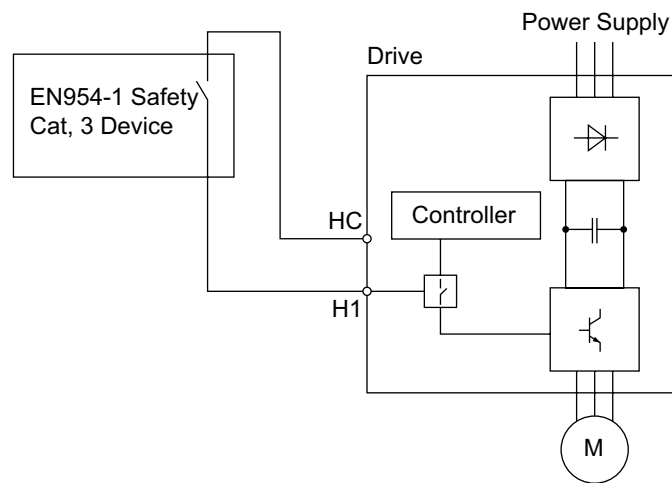 Power Supply
Drive
EN954-1 Safety
Cat, 3 Device
HC
Controller
H1
M